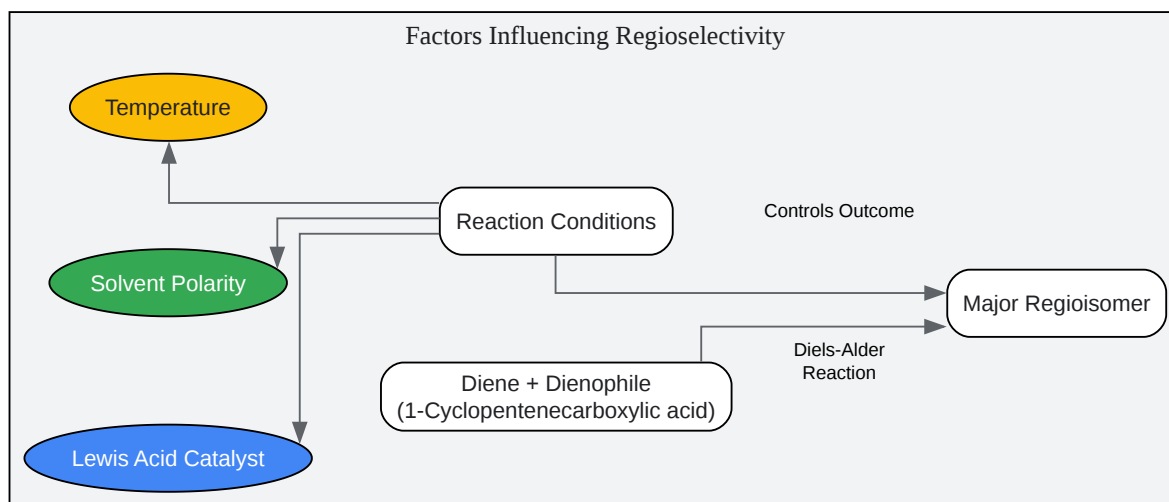 Factors Influencing Regioselectivity
Temperature
Reaction Conditions
Controls Outcome
Solvent Polarity
Major Regioisomer
Diels-Alder
Reaction
Diene + Dienophile
(1-Cyclopentenecarboxylic acid)
Lewis Acid Catalyst